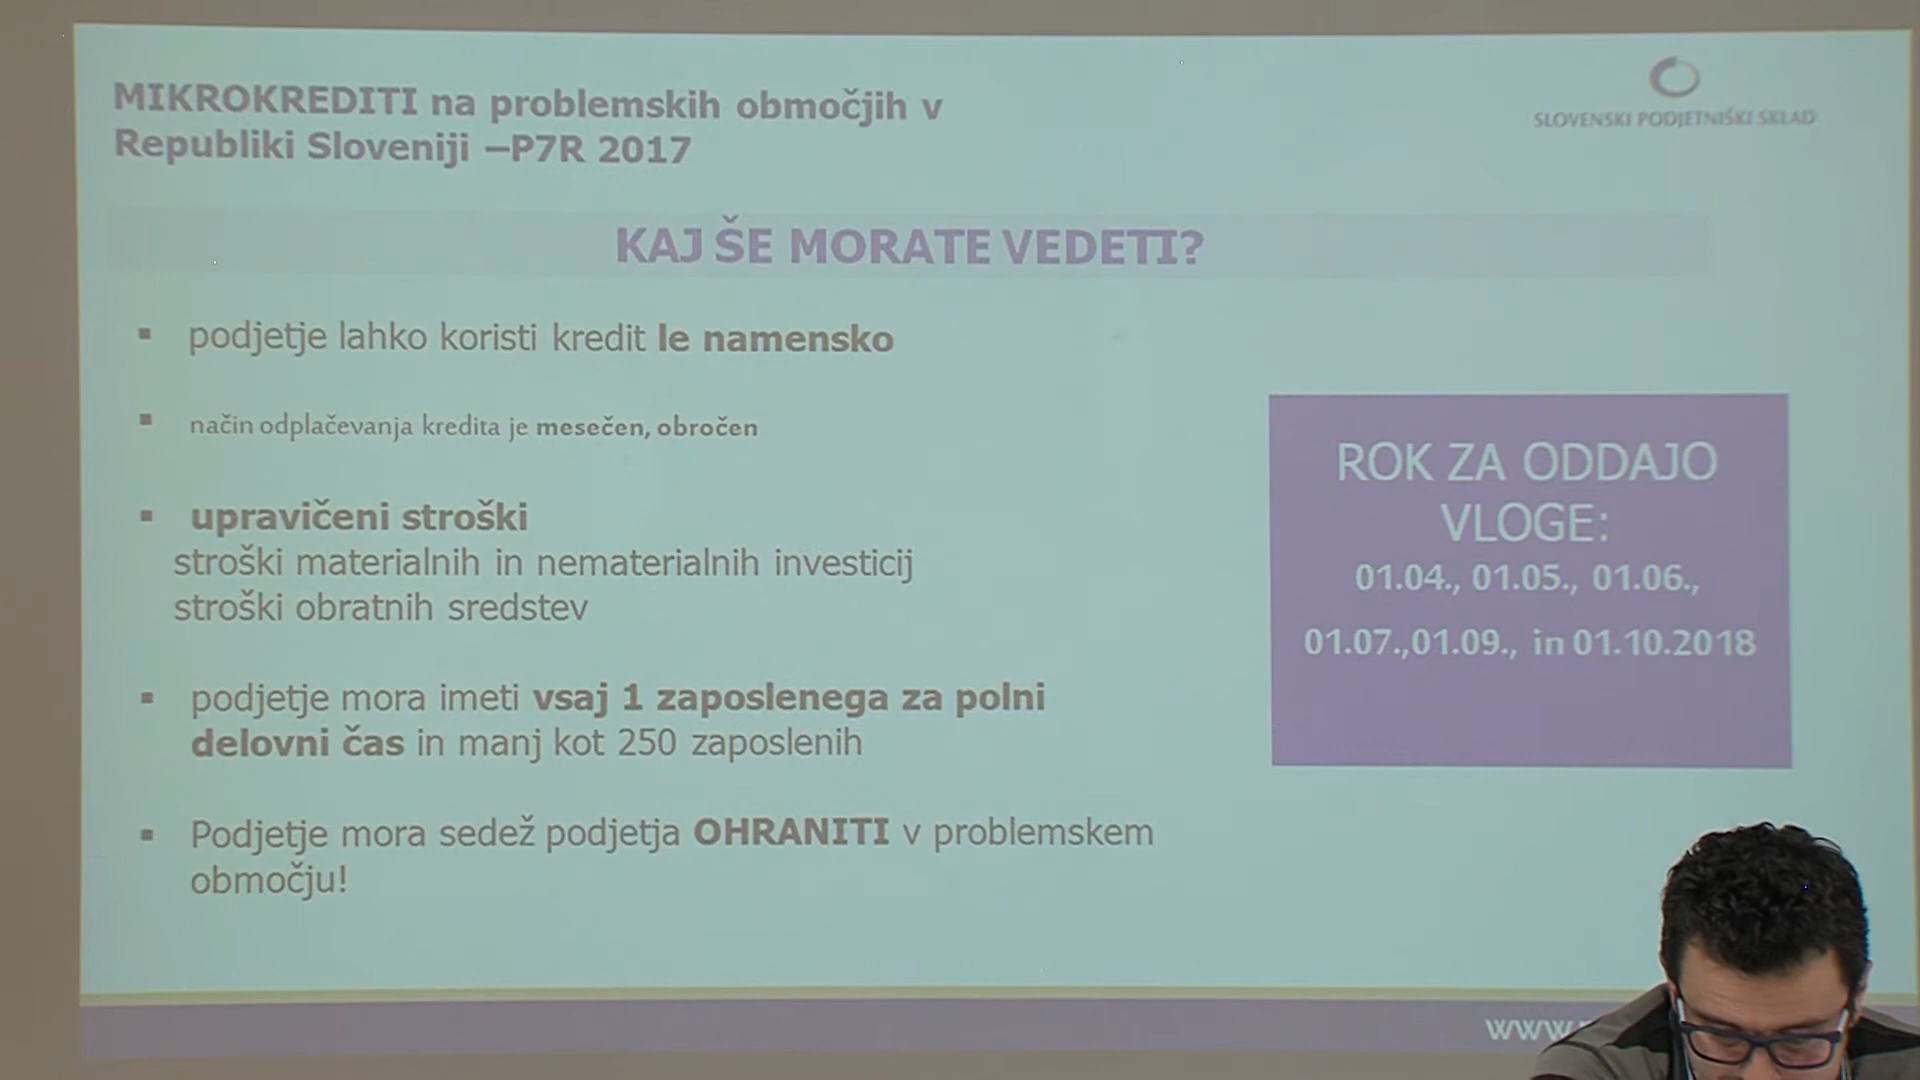 MIKROKREDITI na problemskih območjih v
Republiki Sloveniji –P7R 2017
SLOVENSKI PODJETNIŠKI SKLAD
KAJ ŠE MORATE VEDETI?
▪ podjetje lahko koristi kredit le namensko
▪ način odplačevanja kredita je mesečen, obročen
▪ upravičeni stroški
stroški materialnih in nematerialnih investicij
stroški obratnih sredstev
▪ podjetje mora imeti vsaj 1 zaposlenega za polni
delovni čas in manj kot 250 zaposlenih
▪ Podjetje mora sedež podjetja OHRANITI v problemskem
območju!
ROK ZA ODDAJO
VLOGE:
01.04., 01.05., 01.06.,
01.07.,01.09., in 01.10.2018
www